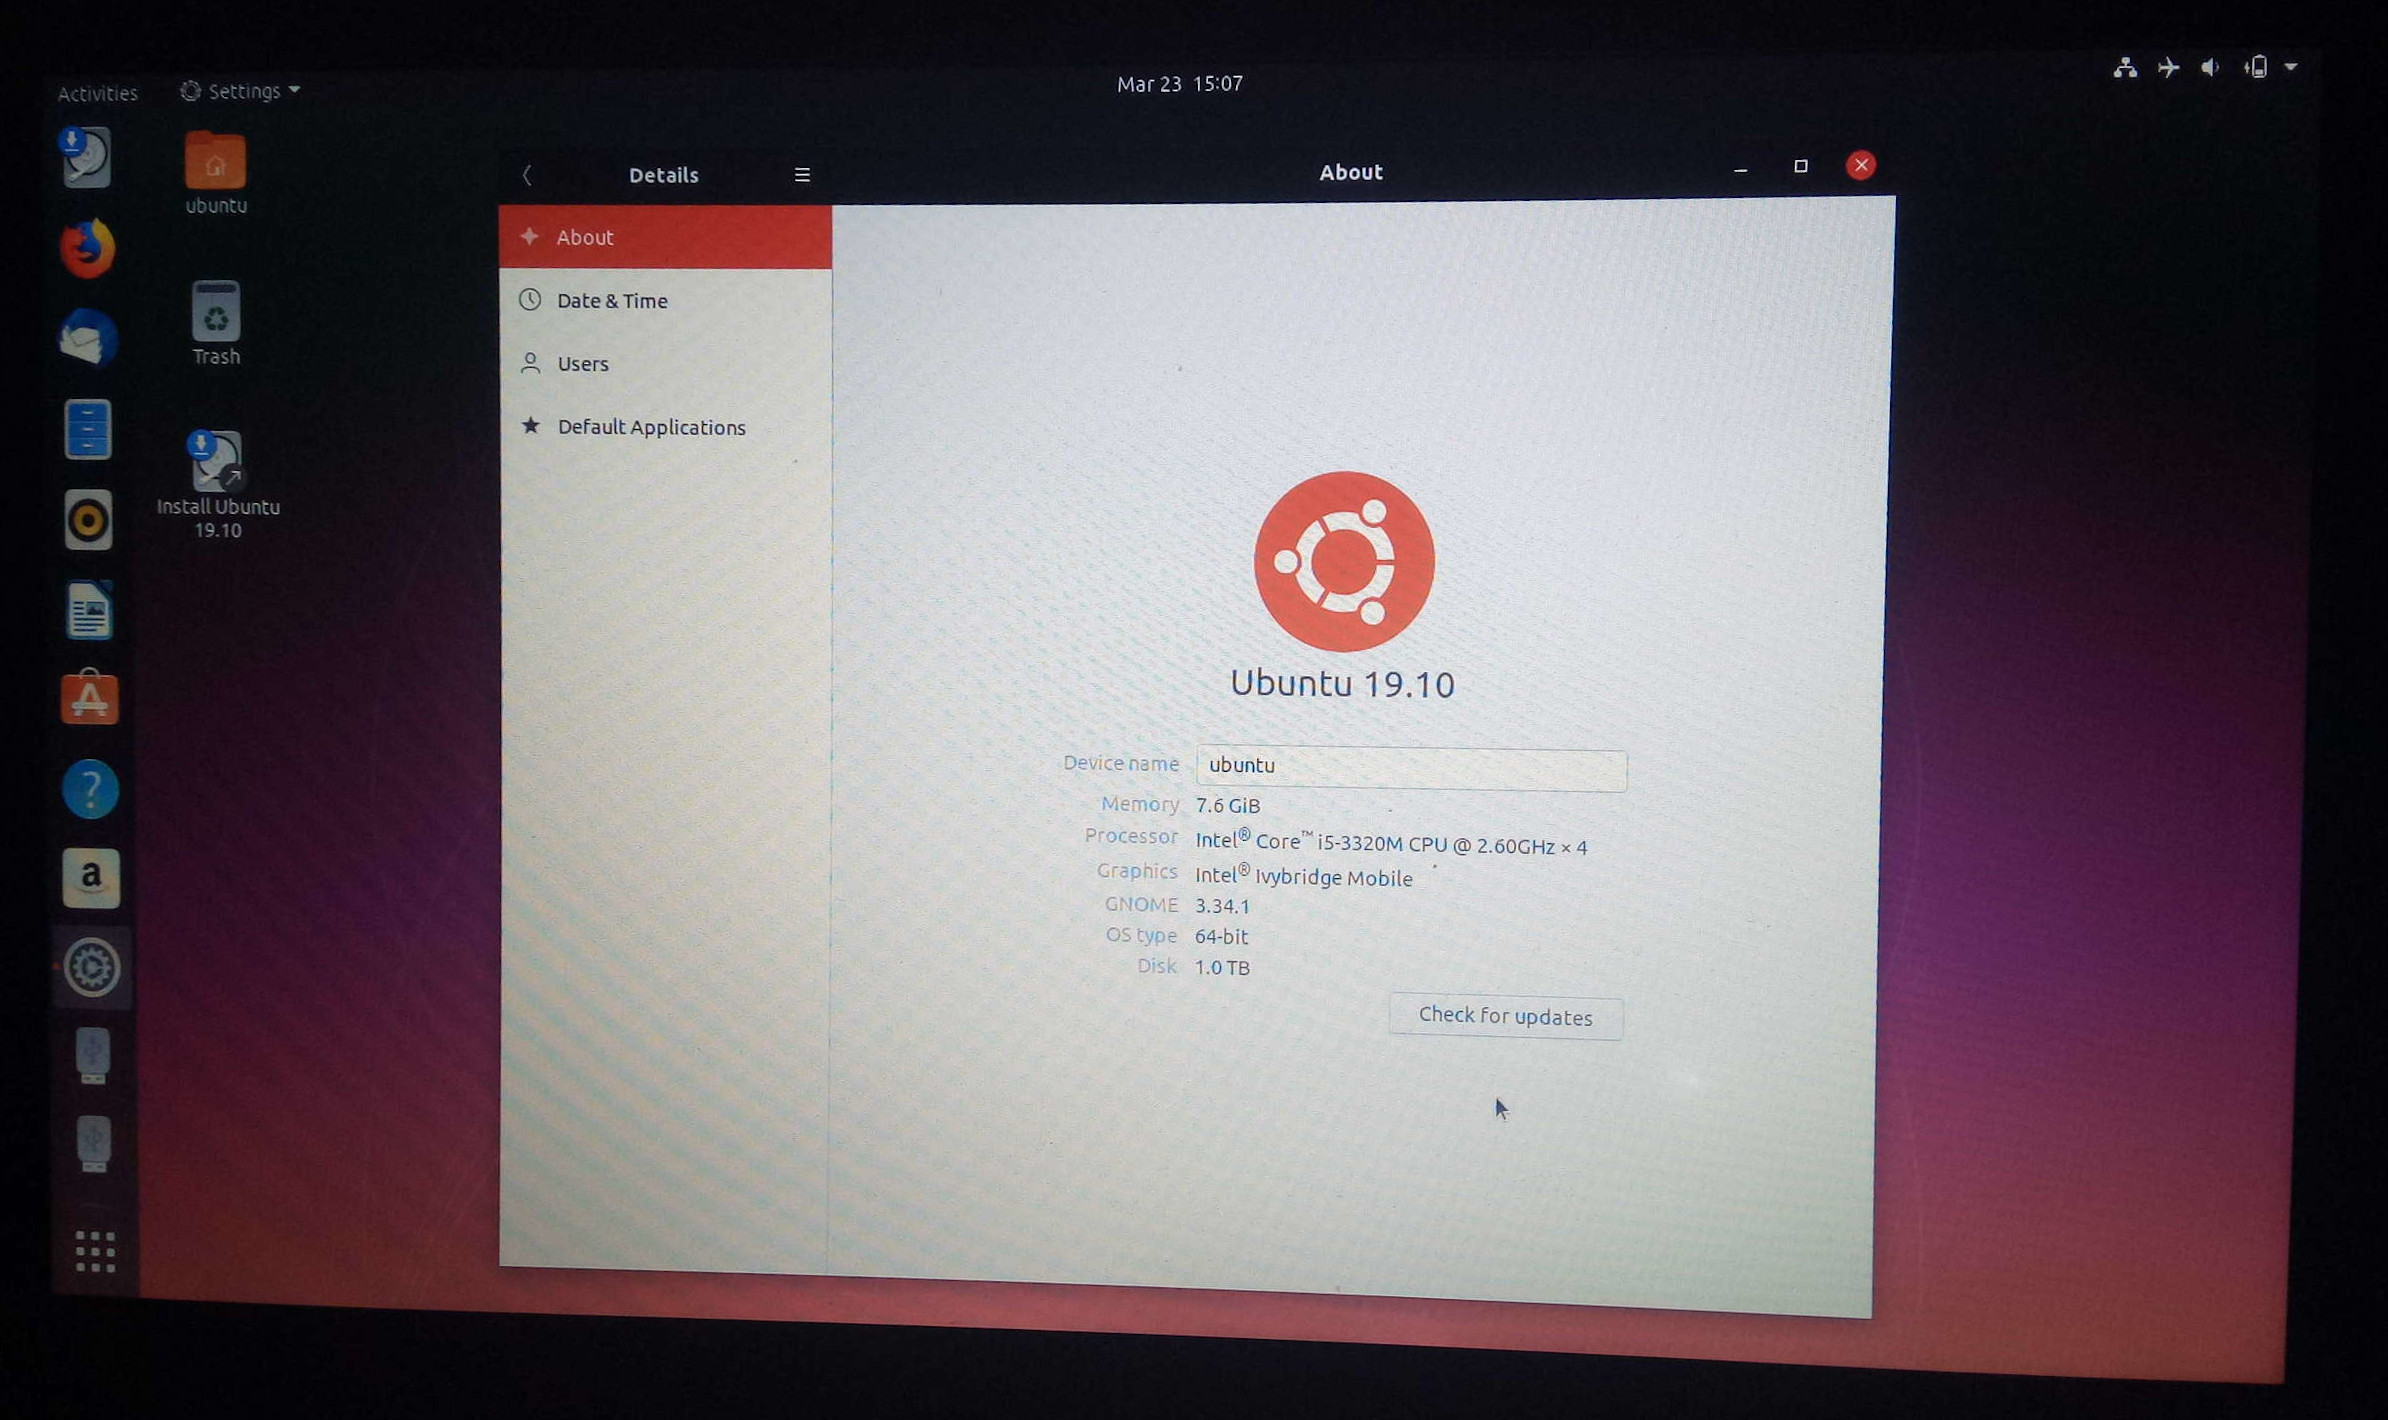 Activities
Settings
Mar 23 15:07
ubuntu
Trash
Install Ubuntu
19.10
Details
About
About
Date & Time
Users
Default Applications
Ubuntu 19.10
Device name ubuntu
Memory 7.6 GiB
Processor Intel® Core™ i5-3320M CPU @ 2.60GHz × 4
Graphics Intel® Ivybridge Mobile
GNOME 3.34.1
OS type 64-bit
Disk 1.0 TB
Check for updates